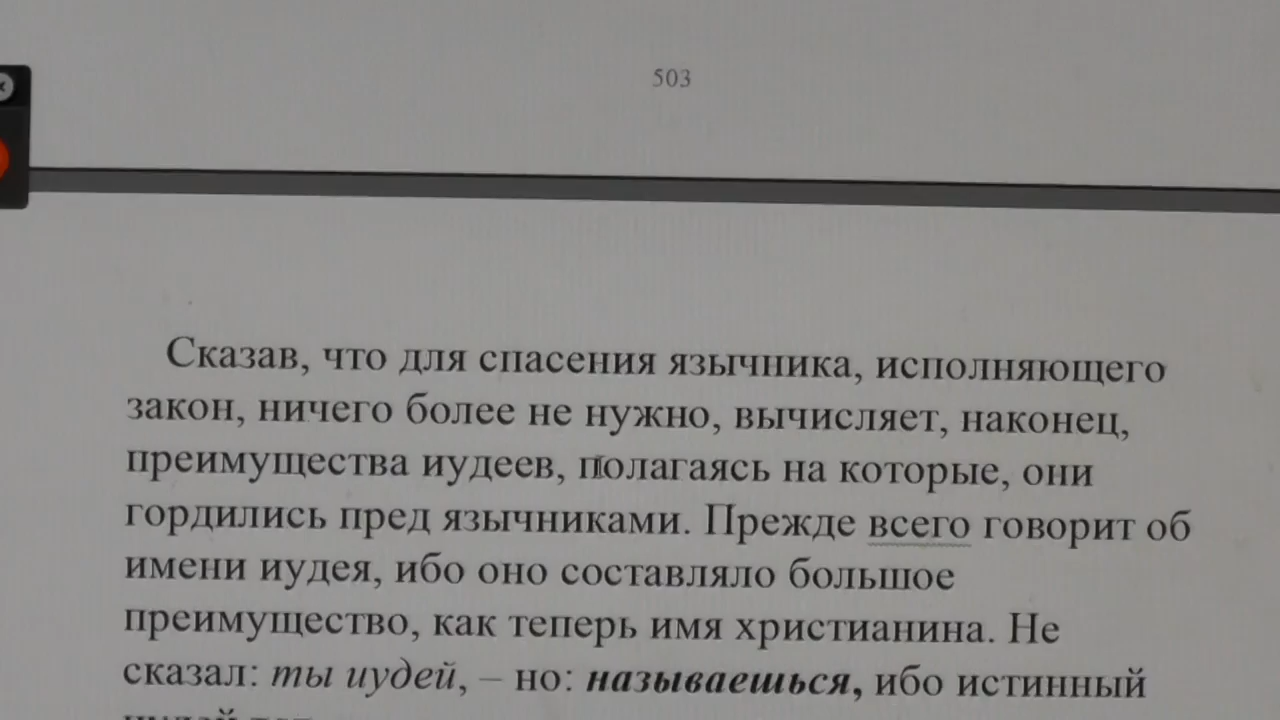 503
Сказав, что для спасения язычника, исполняющего
закон, ничего более не нужно, вычисляет, наконец,
преимущества иудеев, полагаясь на которые, они
гордились пред язычниками. Прежде всего говорит об
имени иудея, ибо оно составляло большое
преимущество, как теперь имя христианина. Не
сказал: ты иудей, – но: называешься, ибо истинный